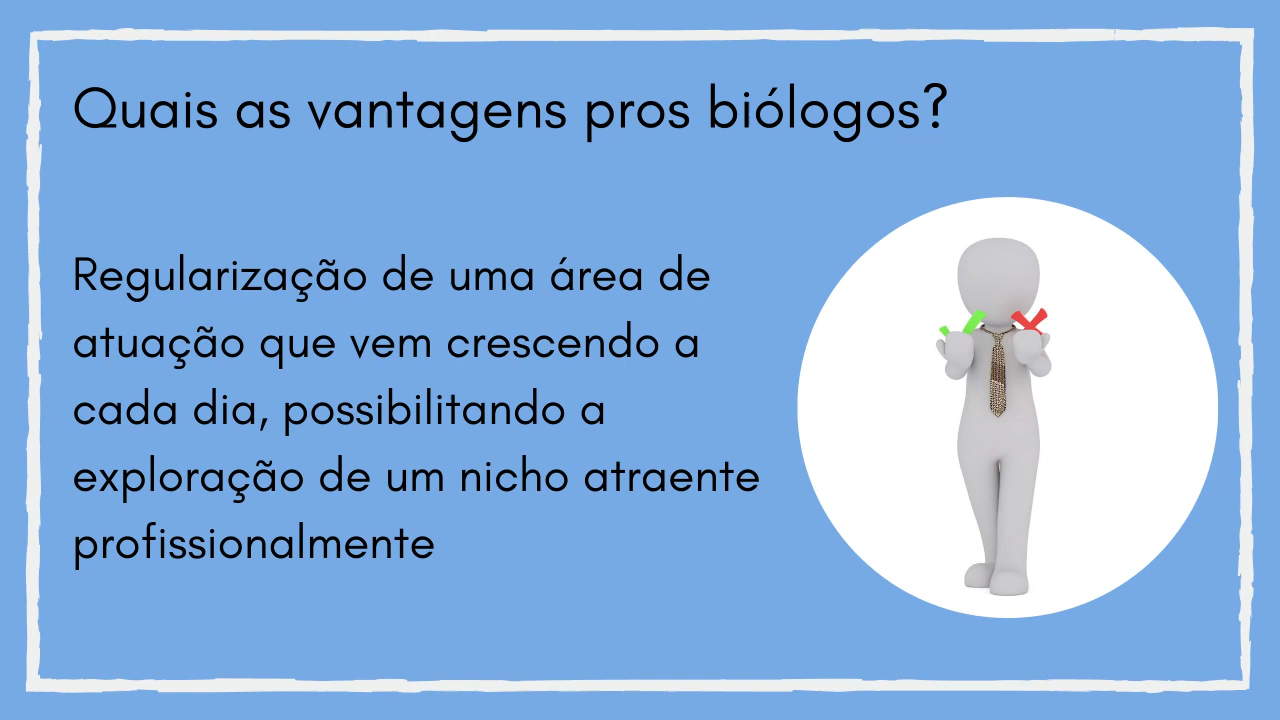 Quais as vantagens pros biólogos?
Regularização de uma área de
atuação que vem crescendo a
cada dia, possibilitando a
exploração de um nicho atraente
profissionalmente